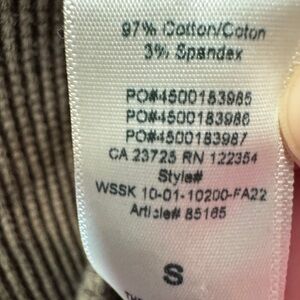 97% Cotton/Coton
3% Spandex
PO#4500183985
PO#4500183986
PO#4500183987
CA 23725 RN 122354
Style#
WSSK 10-01-10200-FA22
Article# 85165
S